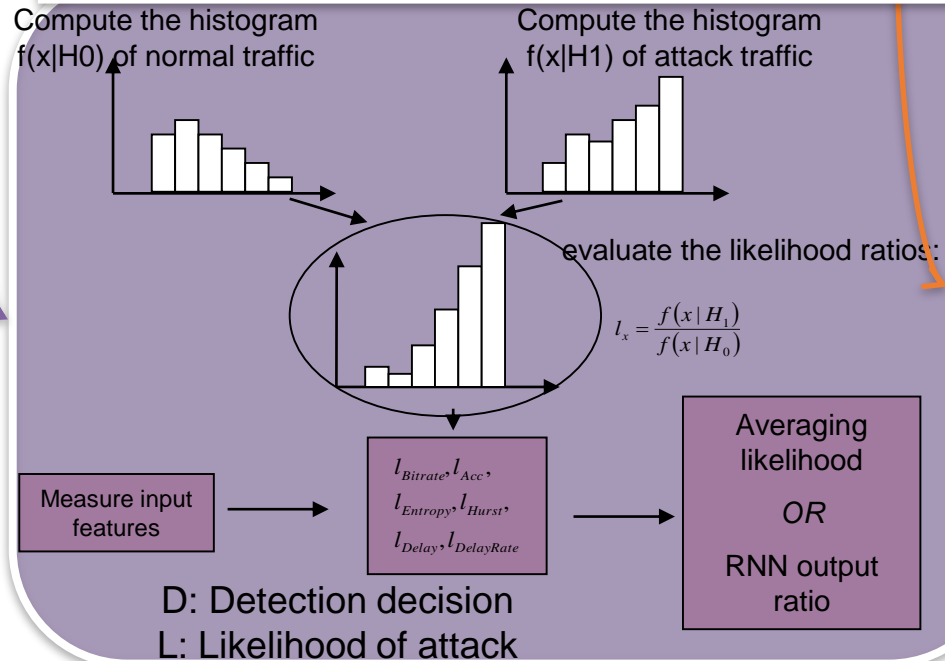 Compute the histogram
f(x|H0) of normal traffic
Compute the histogram
f(x|H1) of attack traffic
evaluate the likelihood ratios:
l_x = f(x | H_1) / f(x | H_0)
Measure input
features
l_Bitrate, l_Acc,
l_Entropy, l_Hurst,
l_Delay, l_DelayRate
Averaging
likelihood
OR
RNN output
ratio
D: Detection decision
L: Likelihood of attack